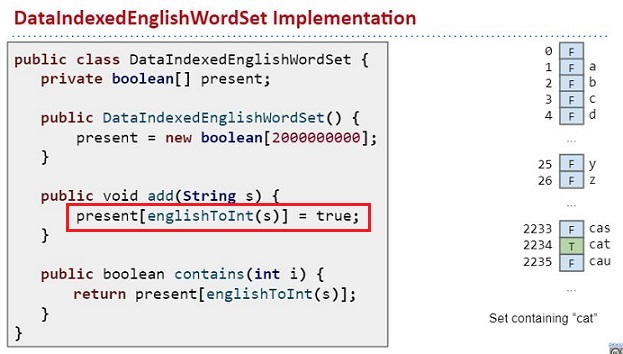 DataIndexedEnglishWordSet Implementation
public class DataIndexedEnglishWordSet {
private boolean[] present;
public DataIndexedEnglishWordSet() {
present = new boolean[2000000000];
}
public void add(String s) {
present[englishToInt(s)] = true;
}
public boolean contains(int i) {
return present[englishToInt(s)];
}
}
0 F
1 F a
2 F b
3 F c
4 F d
...
25 F y
26 F z
...
2233 F cas
2234 T cat
2235 F cau
...
Set containing “cat”